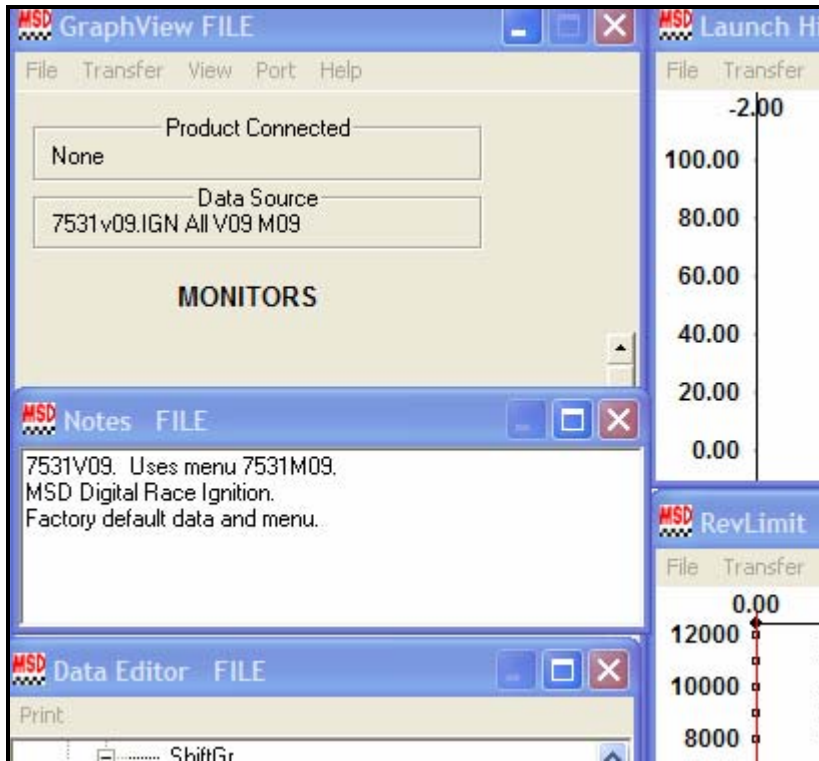 MSD GraphView FILE
File Transfer View Port Help
Product Connected
None
Data Source
7531v09.IGN All V09 M09
MONITORS
MSD Notes FILE
7531V09. Uses menu 7531M09.
MSD Digital Race Ignition.
Factory default data and menu.
MSD Data Editor FILE
Print
ShiftGr
MSD Launch Hi
File Transfer
-2.00
100.00
80.00
60.00
40.00
20.00
0.00
MSD RevLimit
File Transfer
0.00
12000
10000
8000